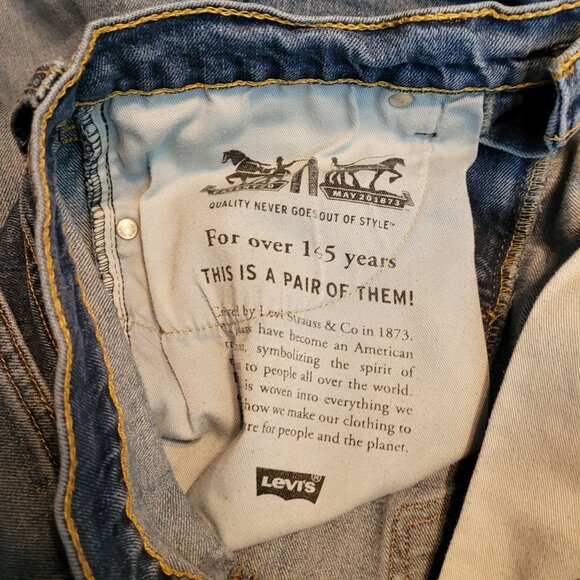 MAY 20 1873
QUALITY NEVER GOES OUT OF STYLE™
For over 145 years
THIS IS A PAIR OF THEM!
by Levi Strauss & Co in 1873.
have become an American
symbolizing the spirit of
to people all over the world.
is woven into everything we
how we make our clothing to
for people and the planet.
Levi's®